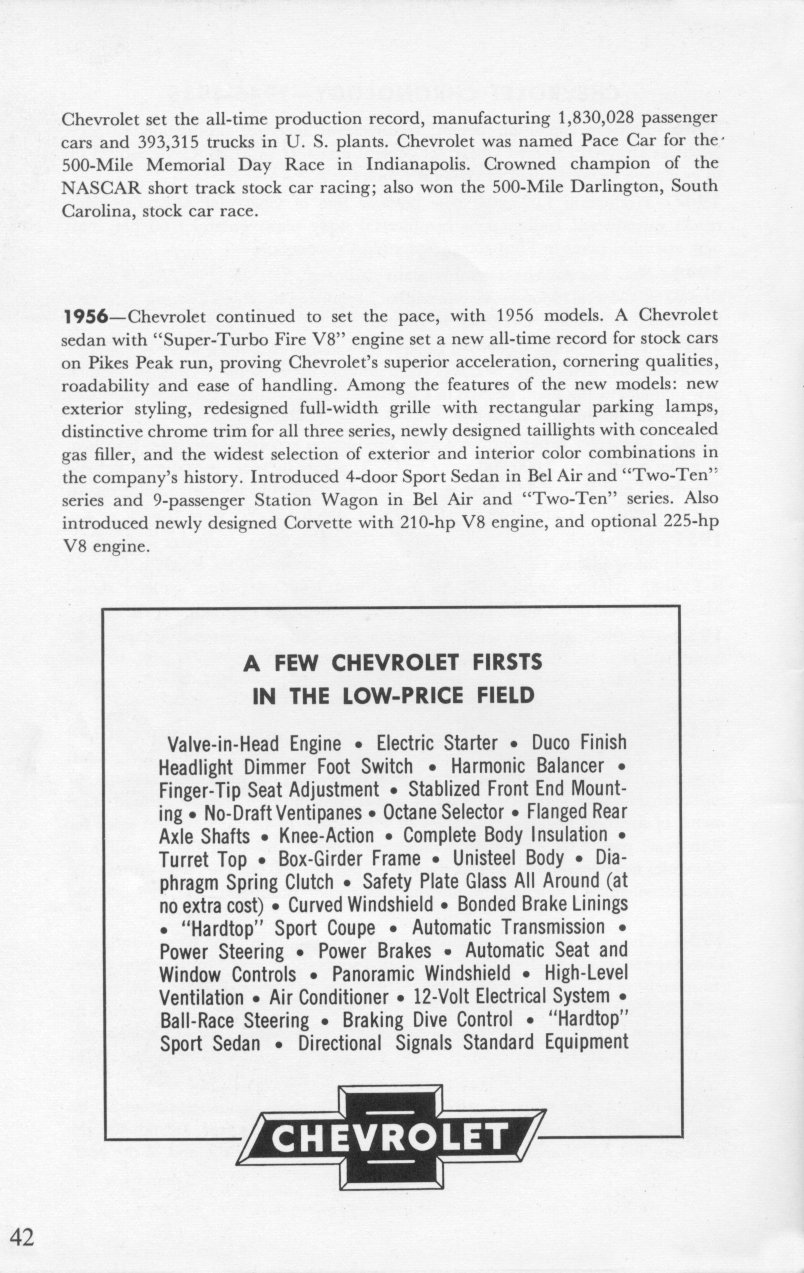 Chevrolet set the all-time production record, manufacturing 1,830,028 passenger
cars and 393,315 trucks in U. S. plants. Chevrolet was named Pace Car for the
500-Mile Memorial Day Race in Indianapolis. Crowned champion of the
NASCAR short track stock car racing; also won the 500-Mile Darlington, South
Carolina, stock car race.
1956—Chevrolet continued to set the pace, with 1956 models. A Chevrolet
sedan with “Super-Turbo Fire V8” engine set a new all-time record for stock cars
on Pikes Peak run, proving Chevrolet’s superior acceleration, cornering qualities,
roadability and ease of handling. Among the features of the new models: new
exterior styling, redesigned full-width grille with rectangular parking lamps,
distinctive chrome trim for all three series, newly designed taillights with concealed
gas filler, and the widest selection of exterior and interior color combinations in
the company’s history. Introduced 4-door Sport Sedan in Bel Air and “Two-Ten”
series and 9-passenger Station Wagon in Bel Air and “Two-Ten” series. Also
introduced newly designed Corvette with 210-hp V8 engine, and optional 225-hp
V8 engine.
A FEW CHEVROLET FIRSTS
IN THE LOW-PRICE FIELD
Valve-in-Head Engine • Electric Starter • Duco Finish
Headlight Dimmer Foot Switch • Harmonic Balancer •
Finger-Tip Seat Adjustment • Stablized Front End Mount-
ing • No-Draft Ventipanes • Octane Selector • Flanged Rear
Axle Shafts • Knee-Action • Complete Body Insulation •
Turret Top • Box-Girder Frame • Unisteel Body • Dia-
phragm Spring Clutch • Safety Plate Glass All Around (at
no extra cost) • Curved Windshield • Bonded Brake Linings
• “Hardtop” Sport Coupe • Automatic Transmission •
Power Steering • Power Brakes • Automatic Seat and
Window Controls • Panoramic Windshield • High-Level
Ventilation • Air Conditioner • 12-Volt Electrical System •
Ball-Race Steering • Braking Dive Control • “Hardtop”
Sport Sedan • Directional Signals Standard Equipment
CHEVROLET
42